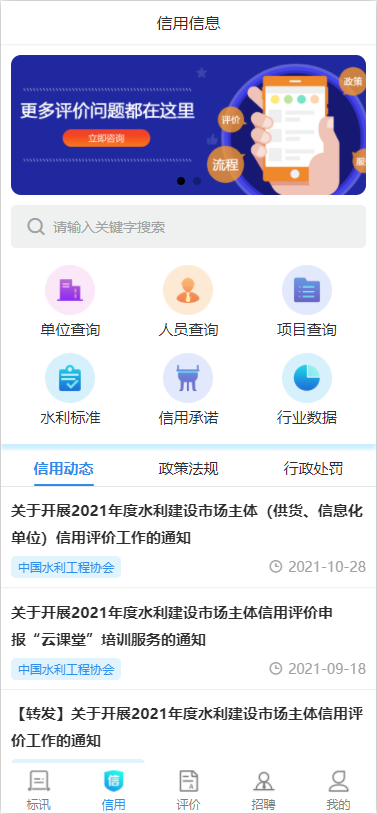 信用信息
更多评价问题都在这里
立即咨询
评价
政策
流程
服
请输入关键字搜索
单位查询
人员查询
项目查询
水利标准
信用承诺
行业数据
信用动态
政策法规
行政处罚
关于开展2021年度水利建设市场主体（供货、信息化
单位）信用评价工作的通知
中国水利工程协会
2021-10-28
关于开展2021年度水利建设市场主体信用评价申
报“云课堂”培训服务的通知
中国水利工程协会
2021-09-18
【转发】关于开展2021年度水利建设市场主体信用评
价工作的通知
信
标讯
信用
评价
招聘
我的